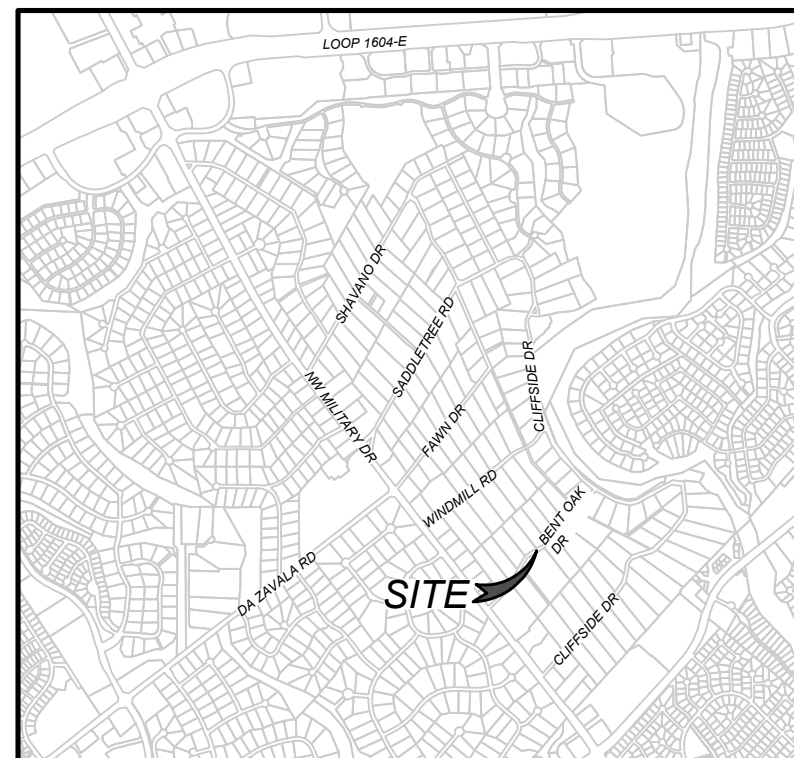 LOOP 1604-E
SHAVANO DR
SADDLETREE RD
NW MILITARY DR
FAWN DR
CLIFFSIDE DR
WINDMILL RD
BENT OAK
DR
DA ZAVALA RD
SITE
CLIFFSIDE DR